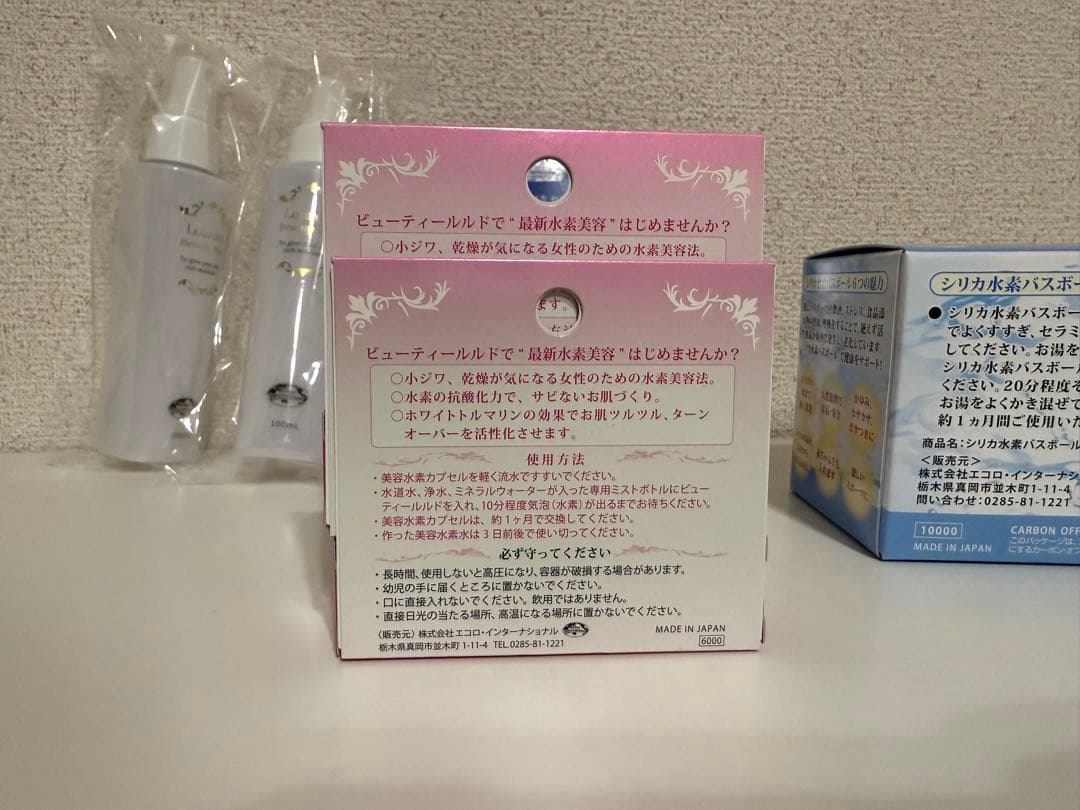 ビューティールルドで“最新水素美容”はじめませんか?
○小ジワ、乾燥が気になる女性のための水素美容法。
ます。
ビューティールルドで“最新水素美容”はじめませんか?
○小ジワ、乾燥が気になる女性のための水素美容法。
○水素の抗酸化力で、サビないお肌づくり。
○ホワイトトルマリンの効果でお肌ツルツル、ターン
オーバーを活性化させます。
使用方法
・美容水素カプセルを軽く流水ですすいでください。
・水道水、浄水、ミネラルウォーターが入った専用ミストボトルにビュー
ティールルドを入れ、10分程度気泡（水素）が出るまでお待ちください。
・美容水素カプセルは、約1ヶ月で交換してください。
・作った美容水素水は3日前後で使い切ってください。
必ず守ってください
・長時間、使用しないと高圧になり、容器が破損する場合があります。
・幼児の手に届くところに置かないでください。
・口に直接入れないでください。飲用ではありません。
・直接日光の当たる場所、高温になる場所に置かないでください。
〈販売元〉株式会社エコロ・インターナショナル
栃木県真岡市並木町1-11-4 TEL.0285-81-1221
MADE IN JAPAN
6000
100mL
シリカ水素バスボー
● シリカ水素バスボー
でよくすすぎ、セラミ
してください。お湯を
シリカ水素バスボール
ください。20分程度そ
お湯をよくかき混ぜて
約1ヵ月間ご使用いた
商品名：シリカ水素バスボール
＜販売元＞
株式会社エコロ・インターナショ
栃木県真岡市並木町1-11-4
問い合わせ：0285-81-1221
10000
MADE IN JAPAN
CARBON OFF
このパッケージは、
にするカーボンオフ